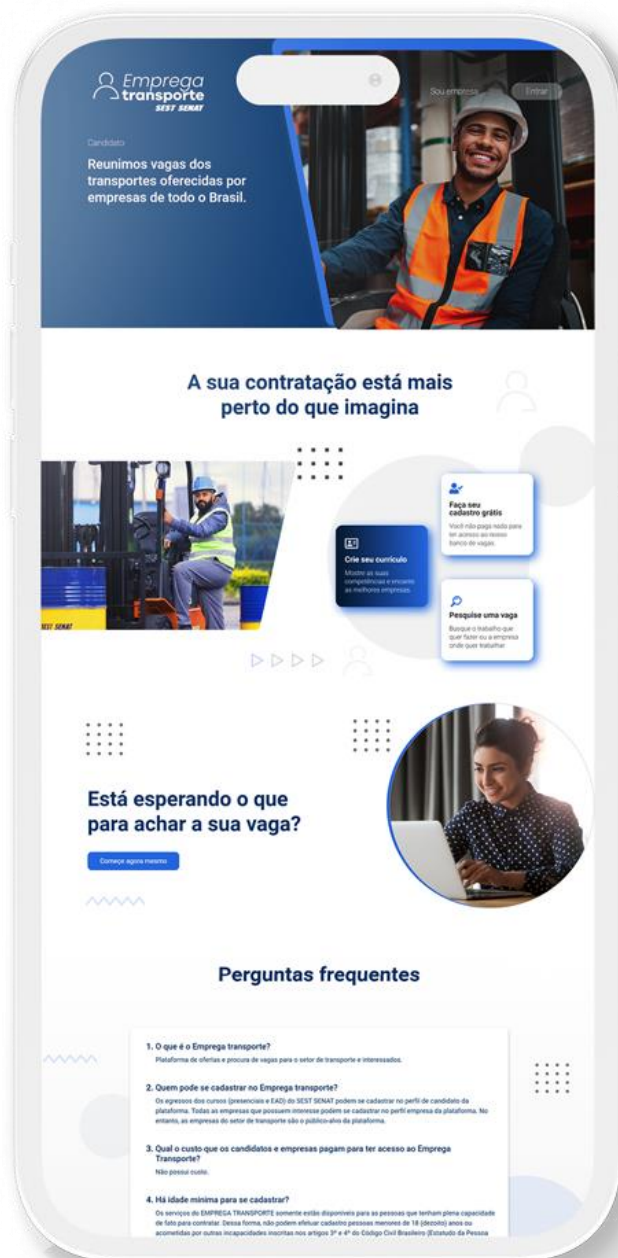 Emprega
transporte
SEST SENAT
Sou empresa
Entrar
Candidato
Reunimos vagas dos
transportes oferecidas por
empresas de todo o Brasil.
A sua contratação está mais
perto do que imagina
SEST SENAT
Crie seu currículo
Mostre as suas
competências e encante
as melhores empresas.
Faça seu
cadastro grátis
Você não paga nada para
ter acesso ao nosso
banco de vagas.
Pesquise uma vaga
Busque o trabalho que
quer fazer ou a empresa
onde quer trabalhar
Está esperando o que
para achar a sua vaga?
Começe agora mesmo
Perguntas frequentes
1. O que é o Emprega transporte?
Plataforma de ofertas e procura de vagas para o setor de transporte e interessados.
2. Quem pode se cadastrar no Emprega transporte?
Os egressos dos cursos (presenciais e EAD) do SEST SENAT podem se cadastrar no perfil de candidato da
plataforma. Todas as empresas que possuem interesse podem se cadastrar no perfil empresa da plataforma. No
entanto, as empresas do setor de transporte são o público-alvo da plataforma.
3. Qual o custo que os candidatos e empresas pagam para ter acesso ao Emprega
Transporte?
Não possui custo.
4. Há idade mínima para se cadastrar?
Os serviços do EMPREGA TRANSPORTE somente estão disponíveis para as pessoas que tenham plena capacidade
de fato para contratar. Dessa forma, não podem efetuar cadastro pessoas menores de 18 (dezoito) anos ou
acometidas por outras incapacidades inscritas nos artigos 3º e 4º do Código Civil Brasileiro (Estatudo da Pessoa